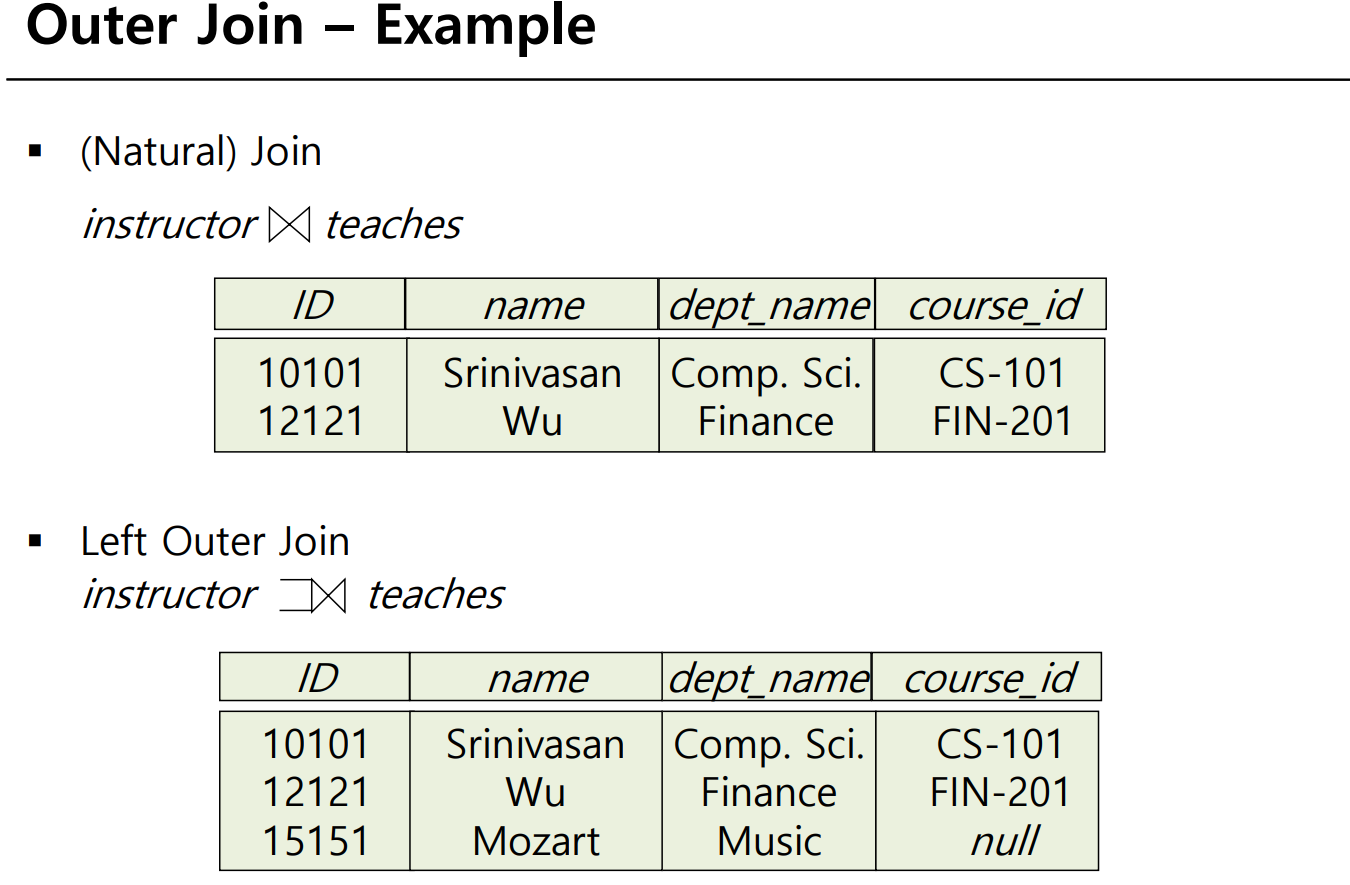 Outer Join – Example
▪ (Natural) Join
instructor ⋈ teaches
ID name dept_name course_id
10101 Srinivasan Comp. Sci. CS-101
12121 Wu Finance FIN-201
▪ Left Outer Join
instructor ⟕ teaches
ID name dept_name course_id
10101 Srinivasan Comp. Sci. CS-101
12121 Wu Finance FIN-201
15151 Mozart Music null